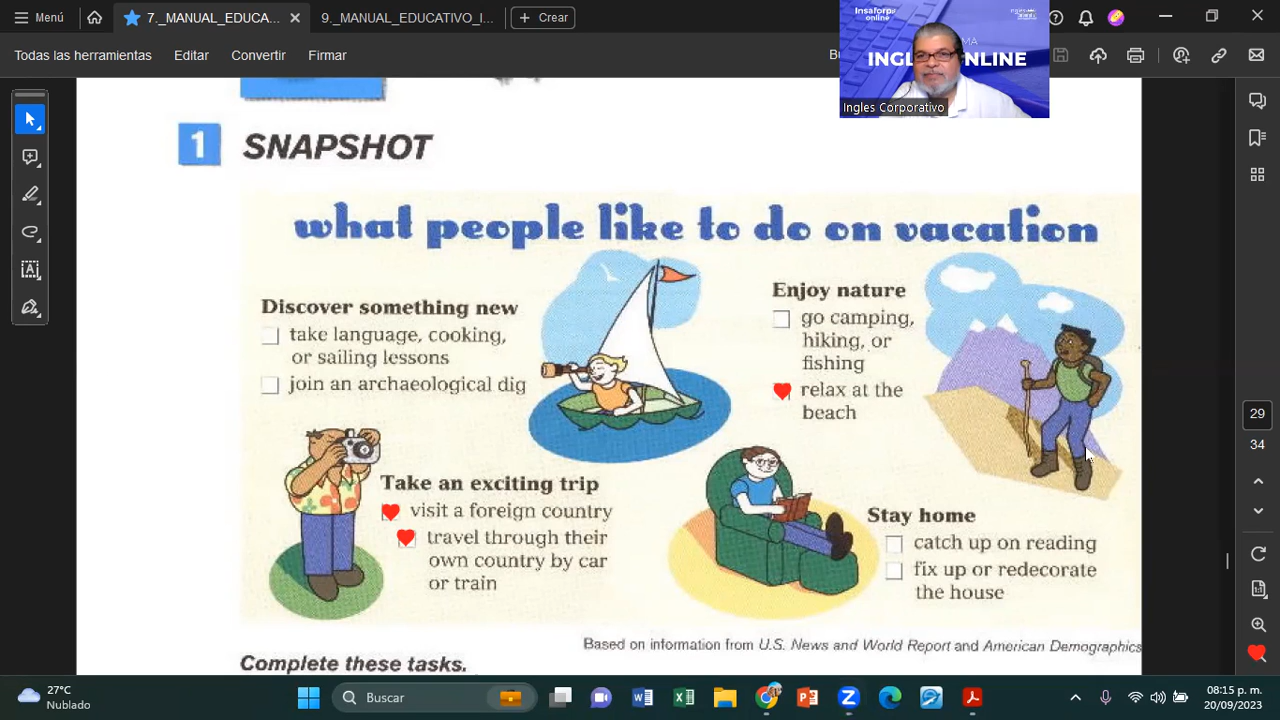 Menú
7._MANUAL_EDUCA...
9._MANUAL_EDUCATIVO_I...
Crear
Todas las herramientas
Editar
Convertir
Firmar
Insaforp
online
Ingles Corporativo
1 SNAPSHOT
what people like to do on vacation
Discover something new
take language, cooking,
or sailing lessons
join an archaeological dig
Enjoy nature
go camping,
hiking, or
fishing
relax at the
beach
Take an exciting trip
visit a foreign country
travel through their
own country by car
or train
Stay home
catch up on reading
fix up or redecorate
the house
Based on information from U.S. News and World Report and American Demographics
Complete these tasks.
29
34
27°C
Nublado
Buscar
08:15 p. m.
20/09/2023